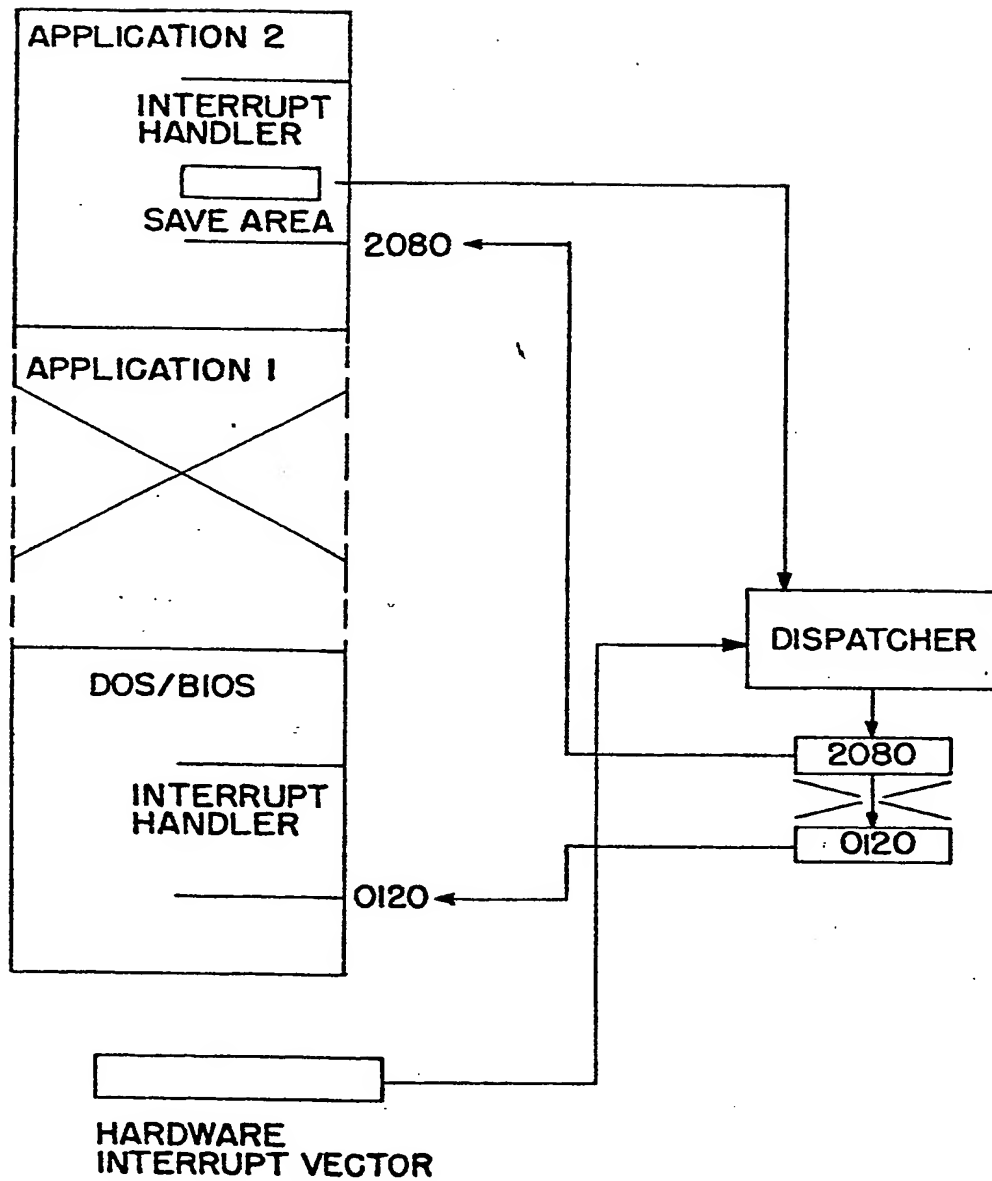 APPLICATION 2
INTERRUPT
HANDLER
SAVE AREA
2080
APPLICATION 1
DISPATCHER
DOS/BIOS
2080
INTERRUPT
HANDLER
0120
0120
HARDWARE
INTERRUPT VECTOR